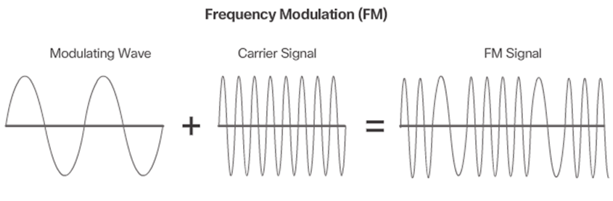 Frequency Modulation (FM)
Modulating Wave
Carrier Signal
FM Signal
+
=